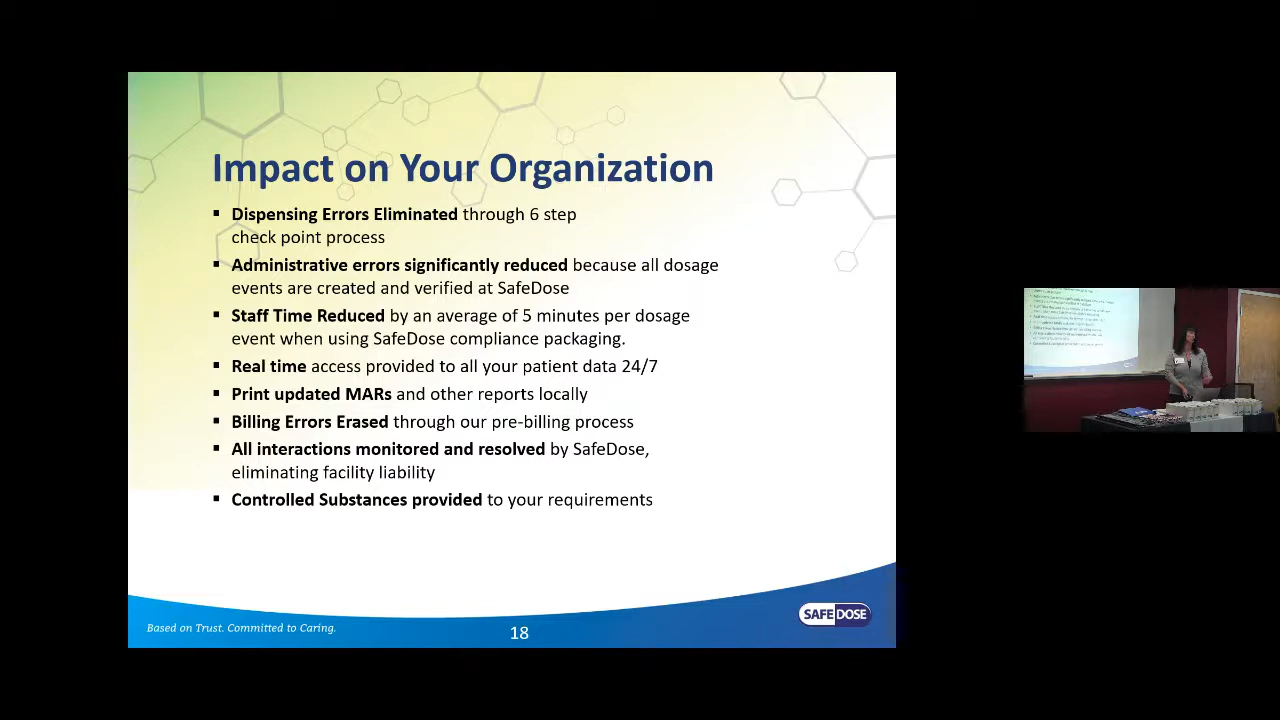 Impact on Your Organization
▪ Dispensing Errors Eliminated through 6 step
check point process
▪ Administrative errors significantly reduced because all dosage
events are created and verified at SafeDose
▪ Staff Time Reduced by an average of 5 minutes per dosage
event when using SafeDose compliance packaging.
▪ Real time access provided to all your patient data 24/7
▪ Print updated MARs and other reports locally
▪ Billing Errors Erased through our pre-billing process
▪ All interactions monitored and resolved by SafeDose,
eliminating facility liability
▪ Controlled Substances provided to your requirements
Based on Trust. Committed to Caring.
18
SAFEDOSE